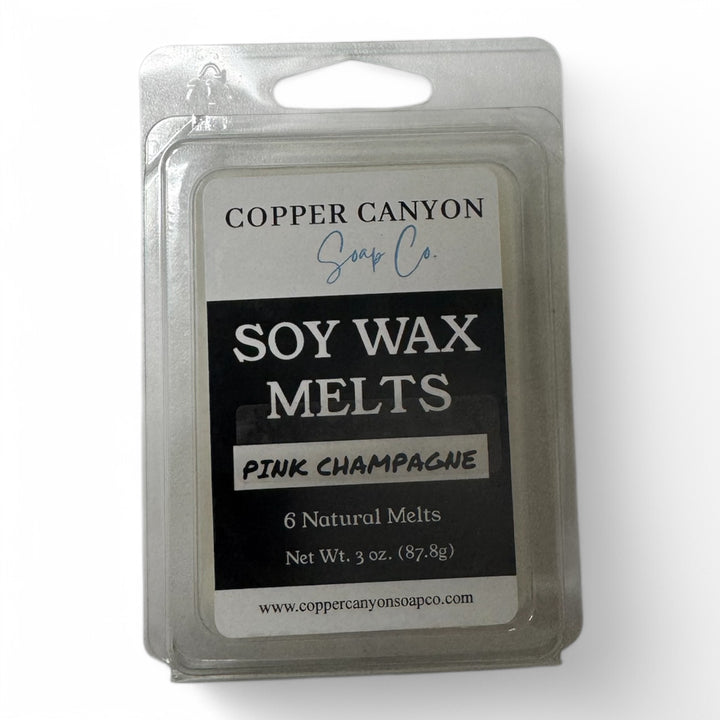 COPPER CANYON
Soap Co.
SOY WAX
MELTS
PINK CHAMPAGNE
6 Natural Melts
Net Wt. 3 oz. (87.8g)
www.coppercanyonsoapco.com